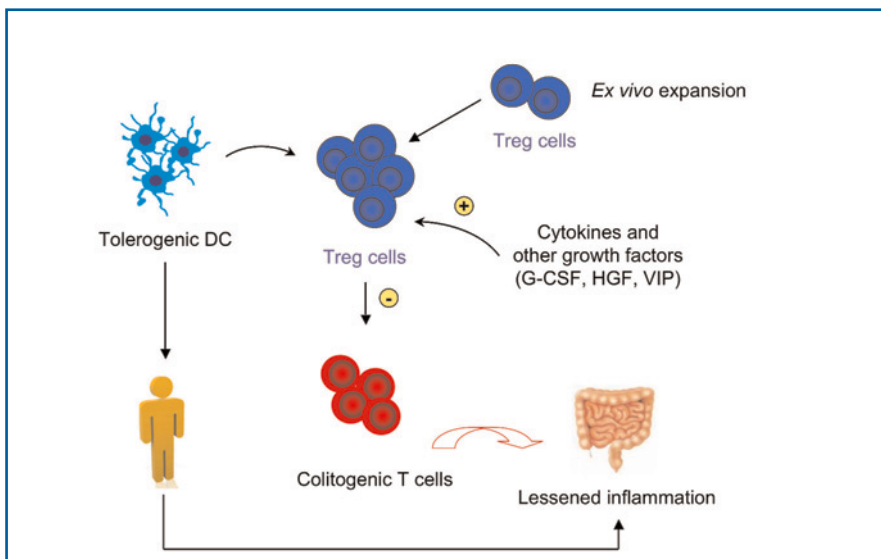 Ex vivo expansion
Treg cells
Tolerogenic DC
+
Cytokines and
other growth factors
(G-CSF, HGF, VIP)
Treg cells
-
Colitogenic T cells
Lessened inflammation